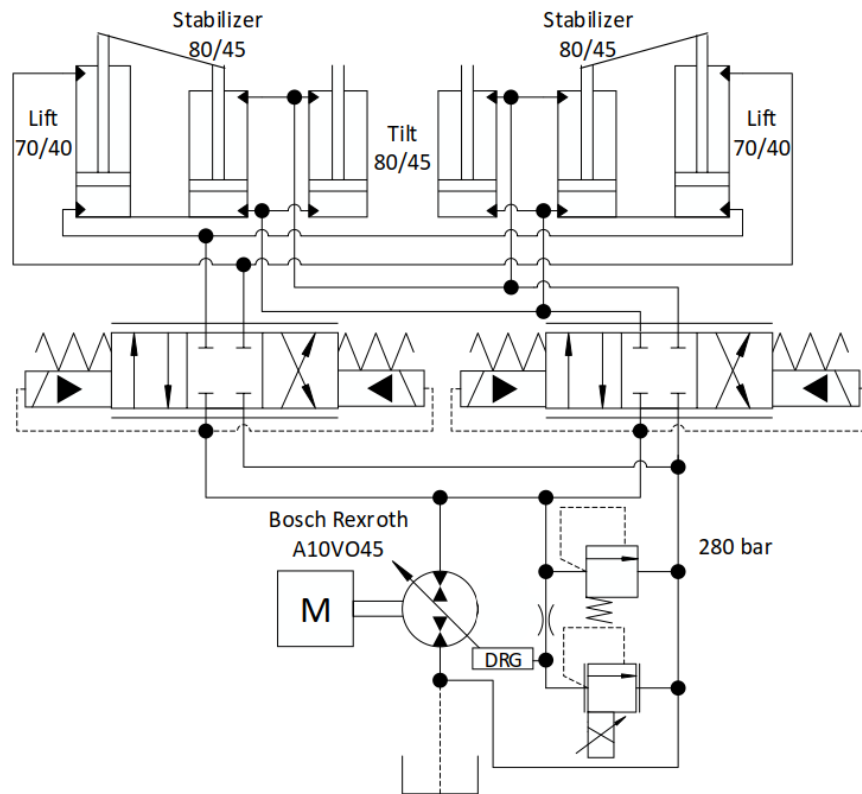 Stabilizer
80/45
Stabilizer
80/45
Lift
70/40
Tilt
80/45
Lift
70/40
Bosch Rexroth
A10VO45
280 bar
M
DRG